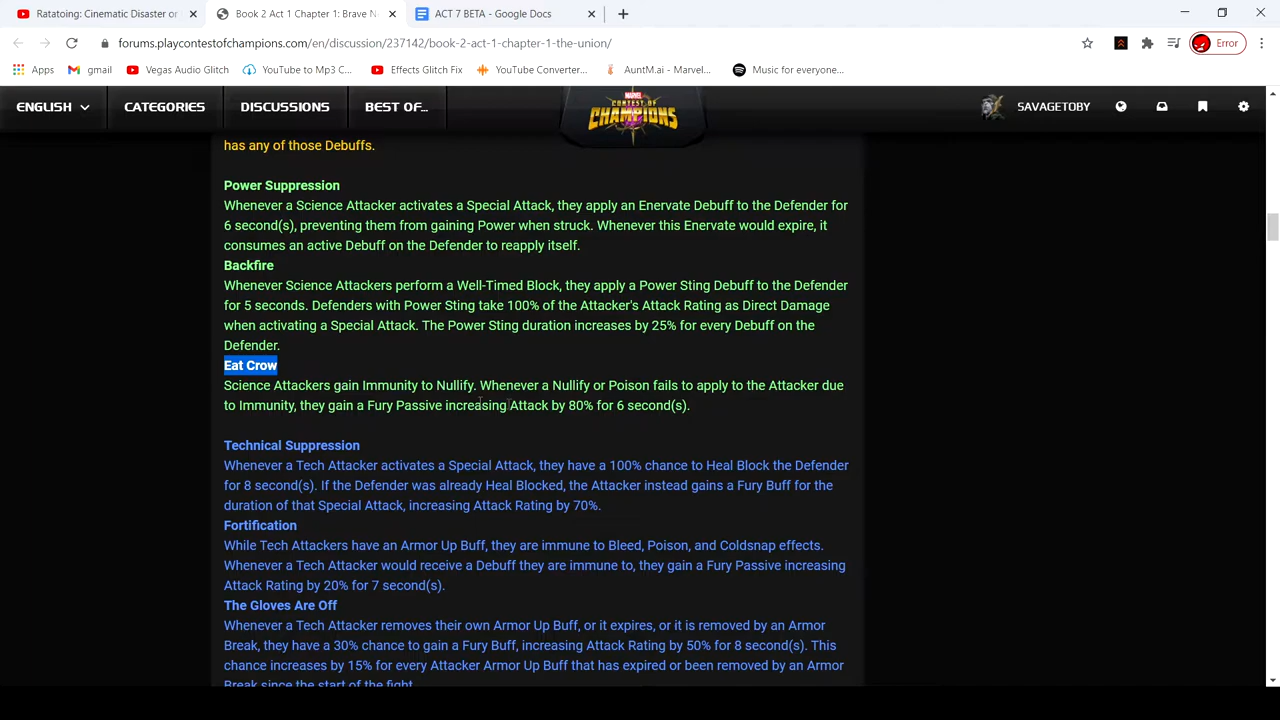 Ratatoing: Cinematic Disaster or
Book 2 Act 1 Chapter 1: Brave N
ACT 7 BETA - Google Docs
forums.playcontestofchampions.com/en/discussion/237142/book-2-act-1-chapter-1-the-union/
Error
Apps
gmail
Vegas Audio Glitch
YouTube to Mp3 C...
Effects Glitch Fix
YouTube Converter...
AuntM.ai - Marvel...
Music for everyone...
ENGLISH
CATEGORIES
DISCUSSIONS
BEST OF...
MARVEL
CONTEST OF
CHAMPIONS
SAVAGETOBY
has any of those Debuffs.
Power Suppression
Whenever a Science Attacker activates a Special Attack, they apply an Enervate Debuff to the Defender for
6 second(s), preventing them from gaining Power when struck. Whenever this Enervate would expire, it
consumes an active Debuff on the Defender to reapply itself.
Backfire
Whenever Science Attackers perform a Well-Timed Block, they apply a Power Sting Debuff to the Defender
for 5 seconds. Defenders with Power Sting take 100% of the Attacker's Attack Rating as Direct Damage
when activating a Special Attack. The Power Sting duration increases by 25% for every Debuff on the
Defender.
Eat Crow
Science Attackers gain Immunity to Nullify. Whenever a Nullify or Poison fails to apply to the Attacker due
to Immunity, they gain a Fury Passive increasing Attack by 80% for 6 second(s).
Technical Suppression
Whenever a Tech Attacker activates a Special Attack, they have a 100% chance to Heal Block the Defender
for 8 second(s). If the Defender was already Heal Blocked, the Attacker instead gains a Fury Buff for the
duration of that Special Attack, increasing Attack Rating by 70%.
Fortification
While Tech Attackers have an Armor Up Buff, they are immune to Bleed, Poison, and Coldsnap effects.
Whenever a Tech Attacker would receive a Debuff they are immune to, they gain a Fury Passive increasing
Attack Rating by 20% for 7 second(s).
The Gloves Are Off
Whenever a Tech Attacker removes their own Armor Up Buff, or it expires, or it is removed by an Armor
Break, they have a 30% chance to gain a Fury Buff, increasing Attack Rating by 50% for 8 second(s). This
chance increases by 15% for every Attacker Armor Up Buff that has expired or been removed by an Armor
Break since the start of the fight.